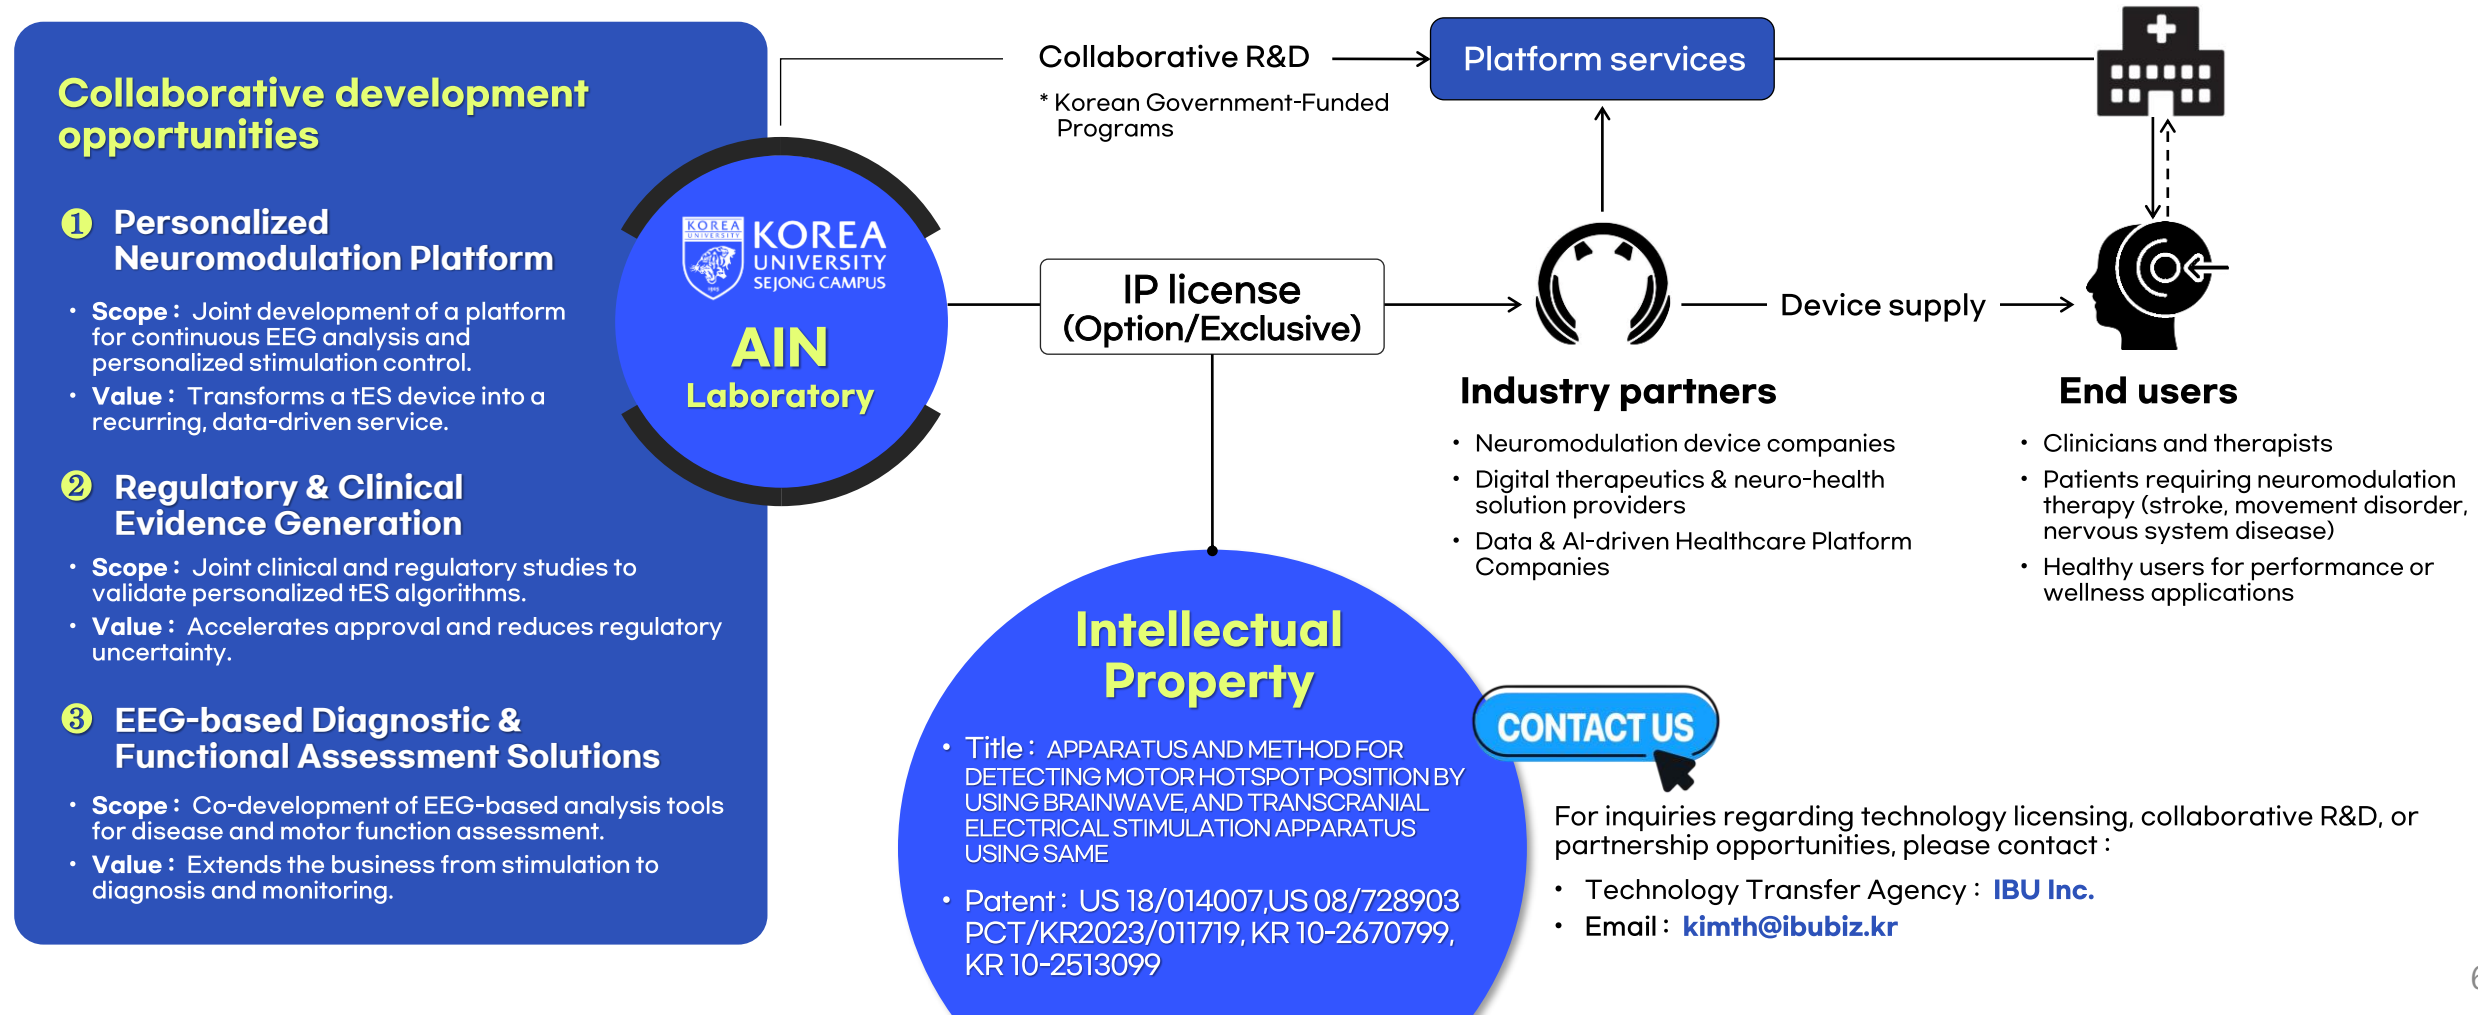 Collaborative development
opportunities
❶ Personalized
Neuromodulation Platform
• Scope : Joint development of a platform
for continuous EEG analysis and
personalized stimulation control.
• Value : Transforms a tES device into a
recurring, data-driven service.
❷ Regulatory & Clinical
Evidence Generation
• Scope : Joint clinical and regulatory studies to
validate personalized tES algorithms.
• Value : Accelerates approval and reduces regulatory
uncertainty.
❸ EEG-based Diagnostic &
Functional Assessment Solutions
• Scope : Co-development of EEG-based analysis tools
for disease and motor function assessment.
• Value : Extends the business from stimulation to
diagnosis and monitoring.
KOREA
UNIVERSITY
1905
KOREA
UNIVERSITY
SEJONG CAMPUS
AIN
Laboratory
Collaborative R&D
* Korean Government-Funded
Programs
Platform services
IP license
(Option/Exclusive)
Device supply
Industry partners
• Neuromodulation device companies
• Digital therapeutics & neuro-health
solution providers
• Data & AI-driven Healthcare Platform
Companies
End users
• Clinicians and therapists
• Patients requiring neuromodulation
therapy (stroke, movement disorder,
nervous system disease)
• Healthy users for performance or
wellness applications
Intellectual
Property
• Title : APPARATUS AND METHOD FOR
DETECTING MOTOR HOTSPOT POSITION BY
USING BRAINWAVE, AND TRANSCRANIAL
ELECTRICAL STIMULATION APPARATUS
USING SAME
• Patent : US 18/014007,US 08/728903
PCT/KR2023/011719, KR 10-2670799,
KR 10-2513099
CONTACT US
For inquiries regarding technology licensing, collaborative R&D, or
partnership opportunities, please contact :
• Technology Transfer Agency : IBU Inc.
• Email : kimth@ibubiz.kr
6